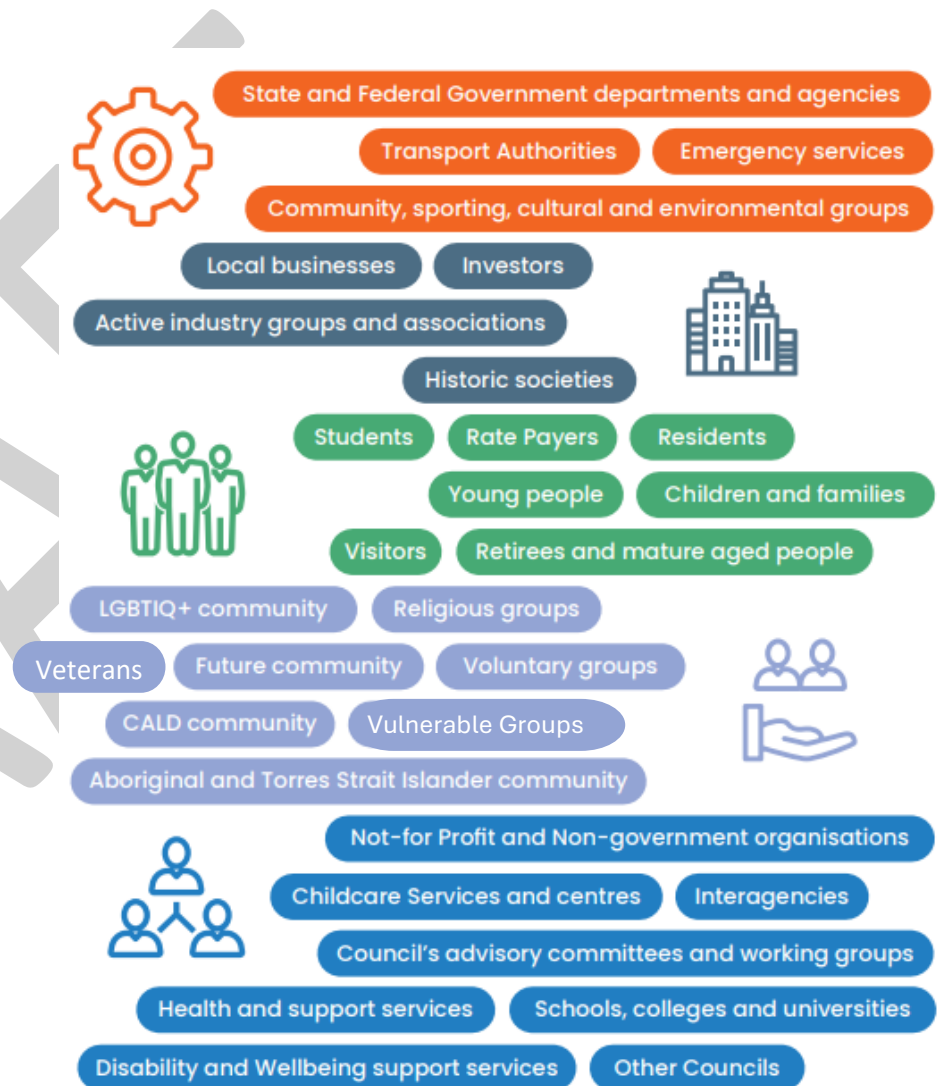 State and Federal Government departments and agencies
Transport Authorities Emergency services
Community, sporting, cultural and environmental groups
Local businesses Investors
Active industry groups and associations
Historic societies
Students Rate Payers Residents
Young people Children and families
Visitors Retirees and mature aged people
LGBTIQ+ community Religious groups
Veterans Future community Voluntary groups
CALD community Vulnerable Groups
Aboriginal and Torres Strait Islander community
Not-for Profit and Non-government organisations
Childcare Services and centres Interagencies
Council's advisory committees and working groups
Health and support services Schools, colleges and universities
Disability and Wellbeing support services Other Councils